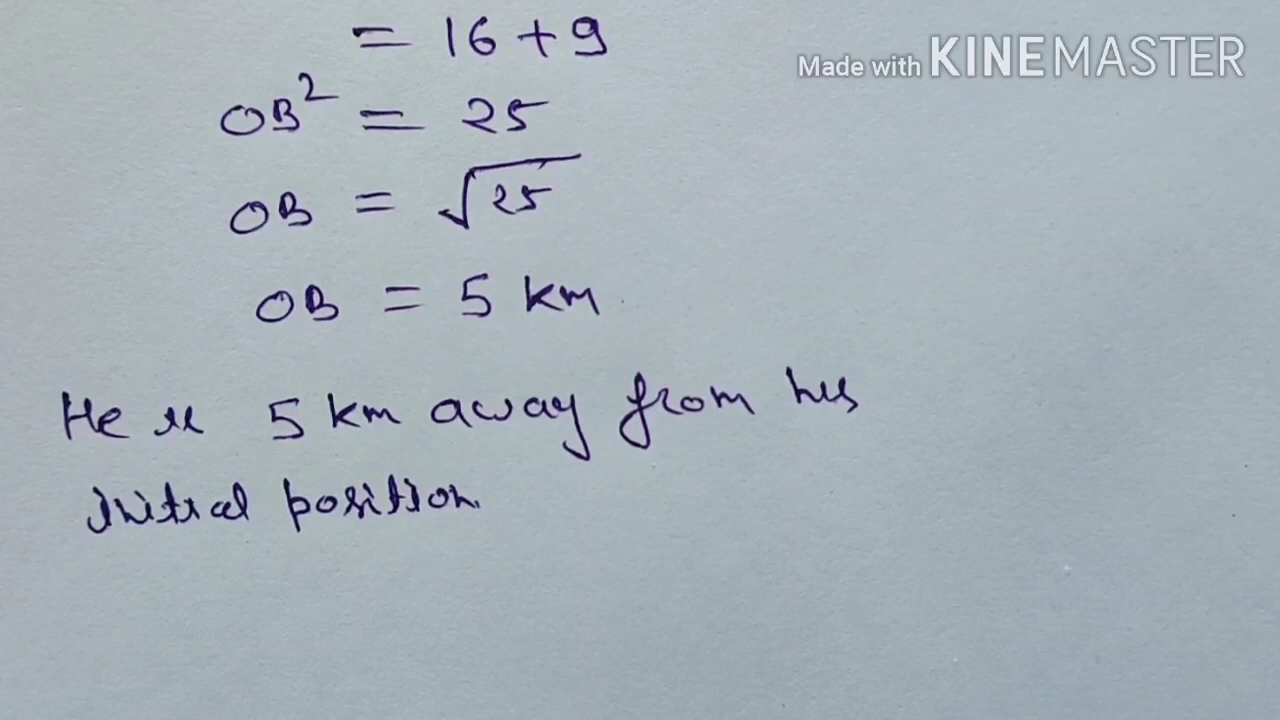 = 16 + 9
Made with KINEMASTER
OB² = 25
OB = √25
OB = 5 km
He is 5 km away from his
initial position.